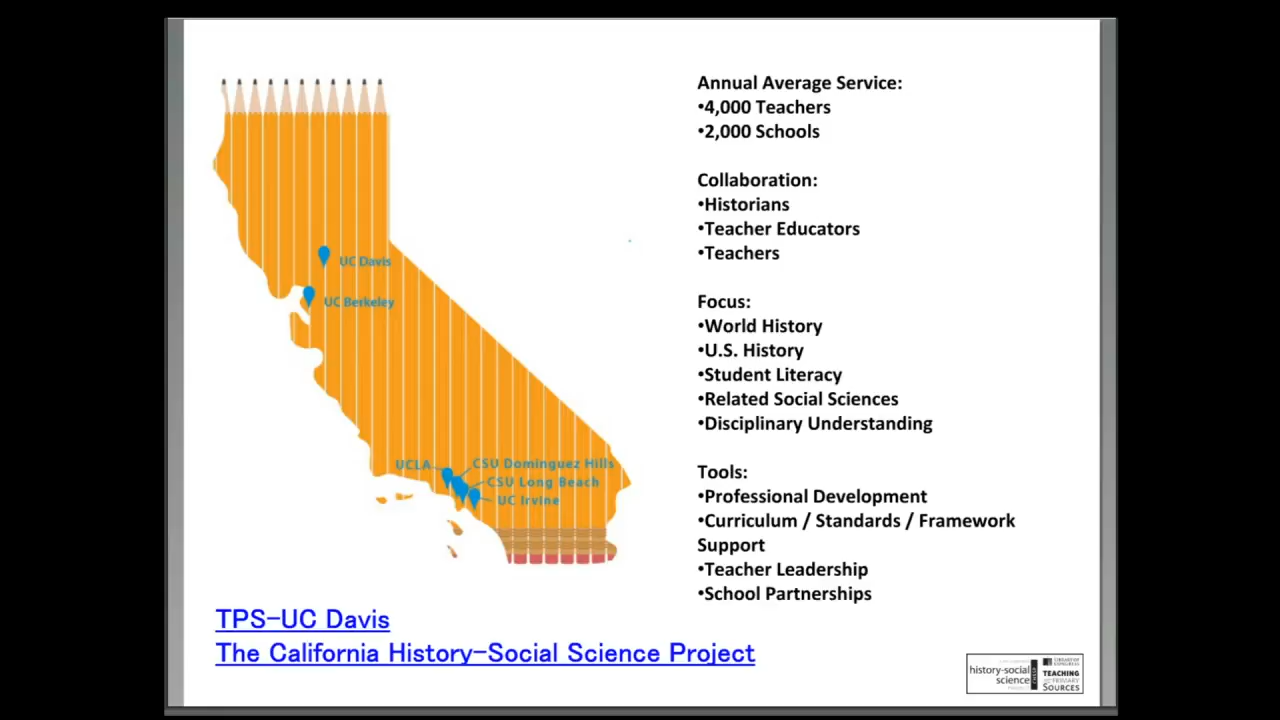 Annual Average Service:
•4,000 Teachers
•2,000 Schools
Collaboration:
•Historians
•Teacher Educators
•Teachers
Focus:
•World History
•U.S. History
•Student Literacy
•Related Social Sciences
•Disciplinary Understanding
Tools:
•Professional Development
•Curriculum / Standards / Framework
Support
•Teacher Leadership
•School Partnerships
UC Davis
UC Berkeley
UCLA
CSU Dominguez Hills
CSU Long Beach
UC Irvine
TPS-UC Davis
The California History-Social Science Project
history-social
science
LIBRARY OF
CONGRESS
TEACHING
SOURCES